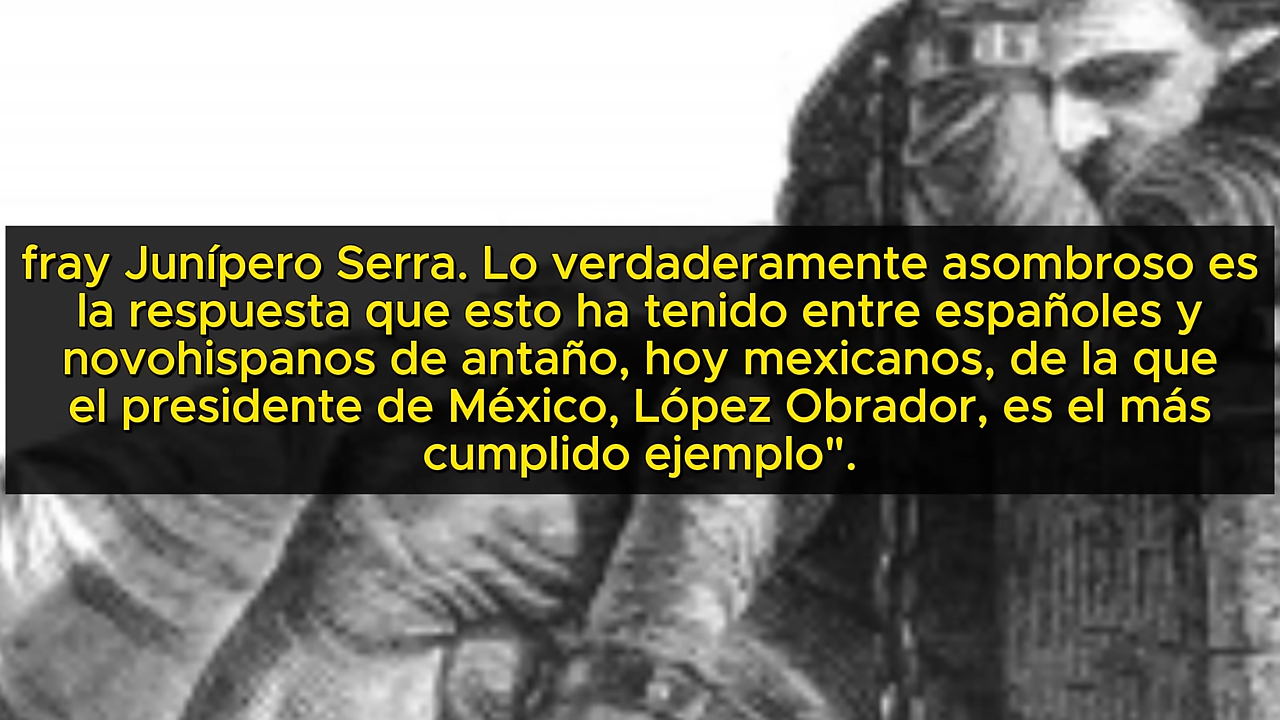 fray Junípero Serra. Lo verdaderamente asombroso es
la respuesta que esto ha tenido entre españoles y
novohispanos de antaño, hoy mexicanos, de la que
el presidente de México, López Obrador, es el más
cumplido ejemplo".